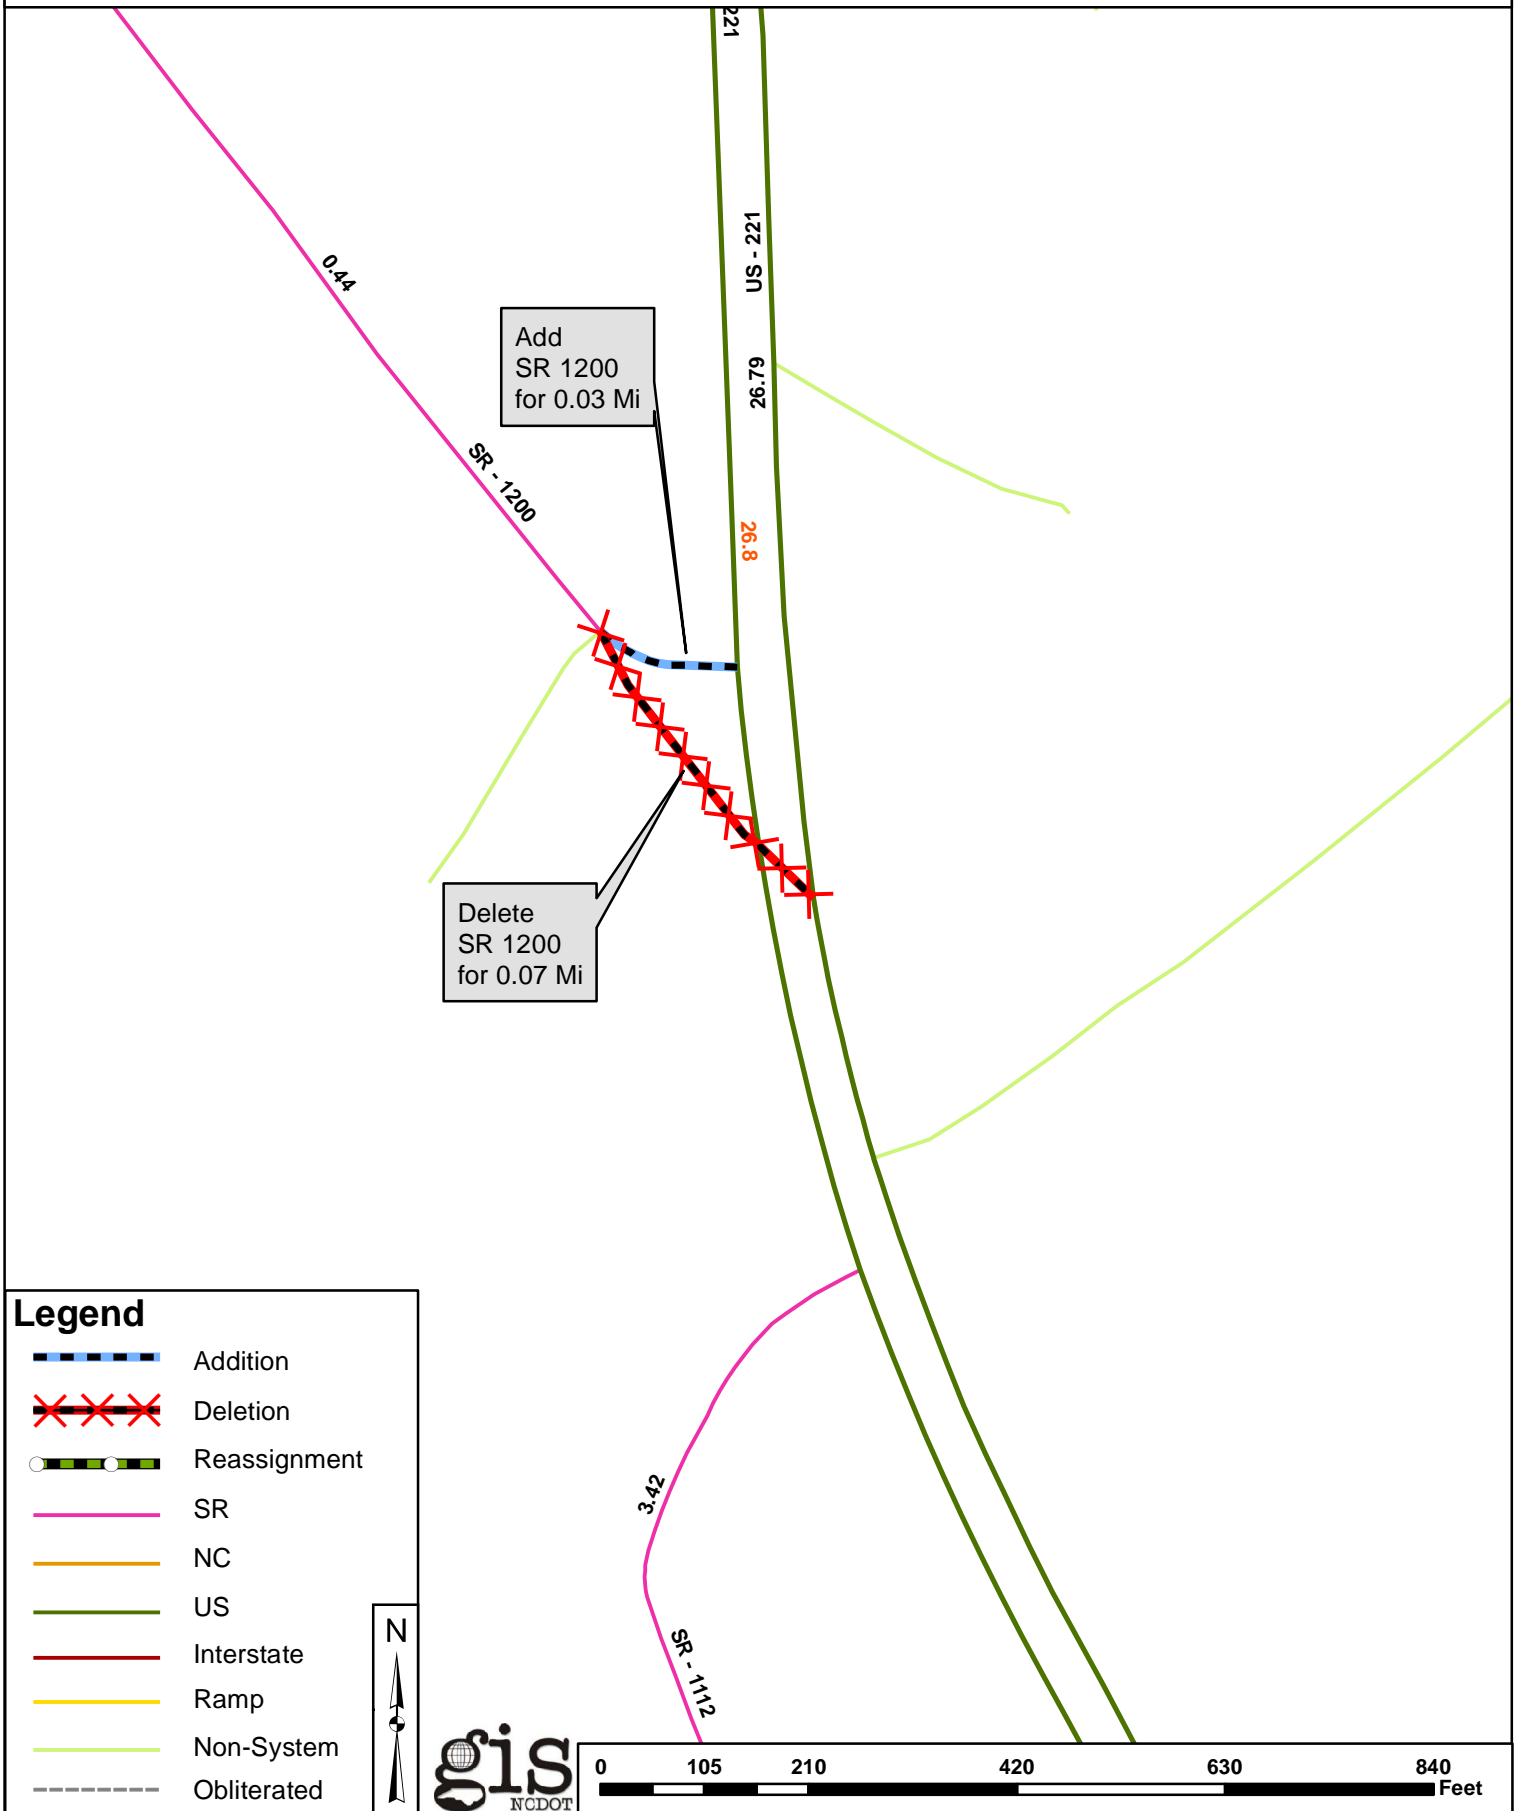 221
US - 221
0.44
Add
SR 1200
for 0.03 Mi
26.79
SR - 1200
26.8
Delete
SR 1200
for 0.07 Mi
Legend
Addition
Deletion
Reassignment
SR
NC
US
Interstate
Ramp
Non-System
Obliterated
3.42
SR - 1112
N
gis
NCDOT
0 105 210 420 630 840
Feet